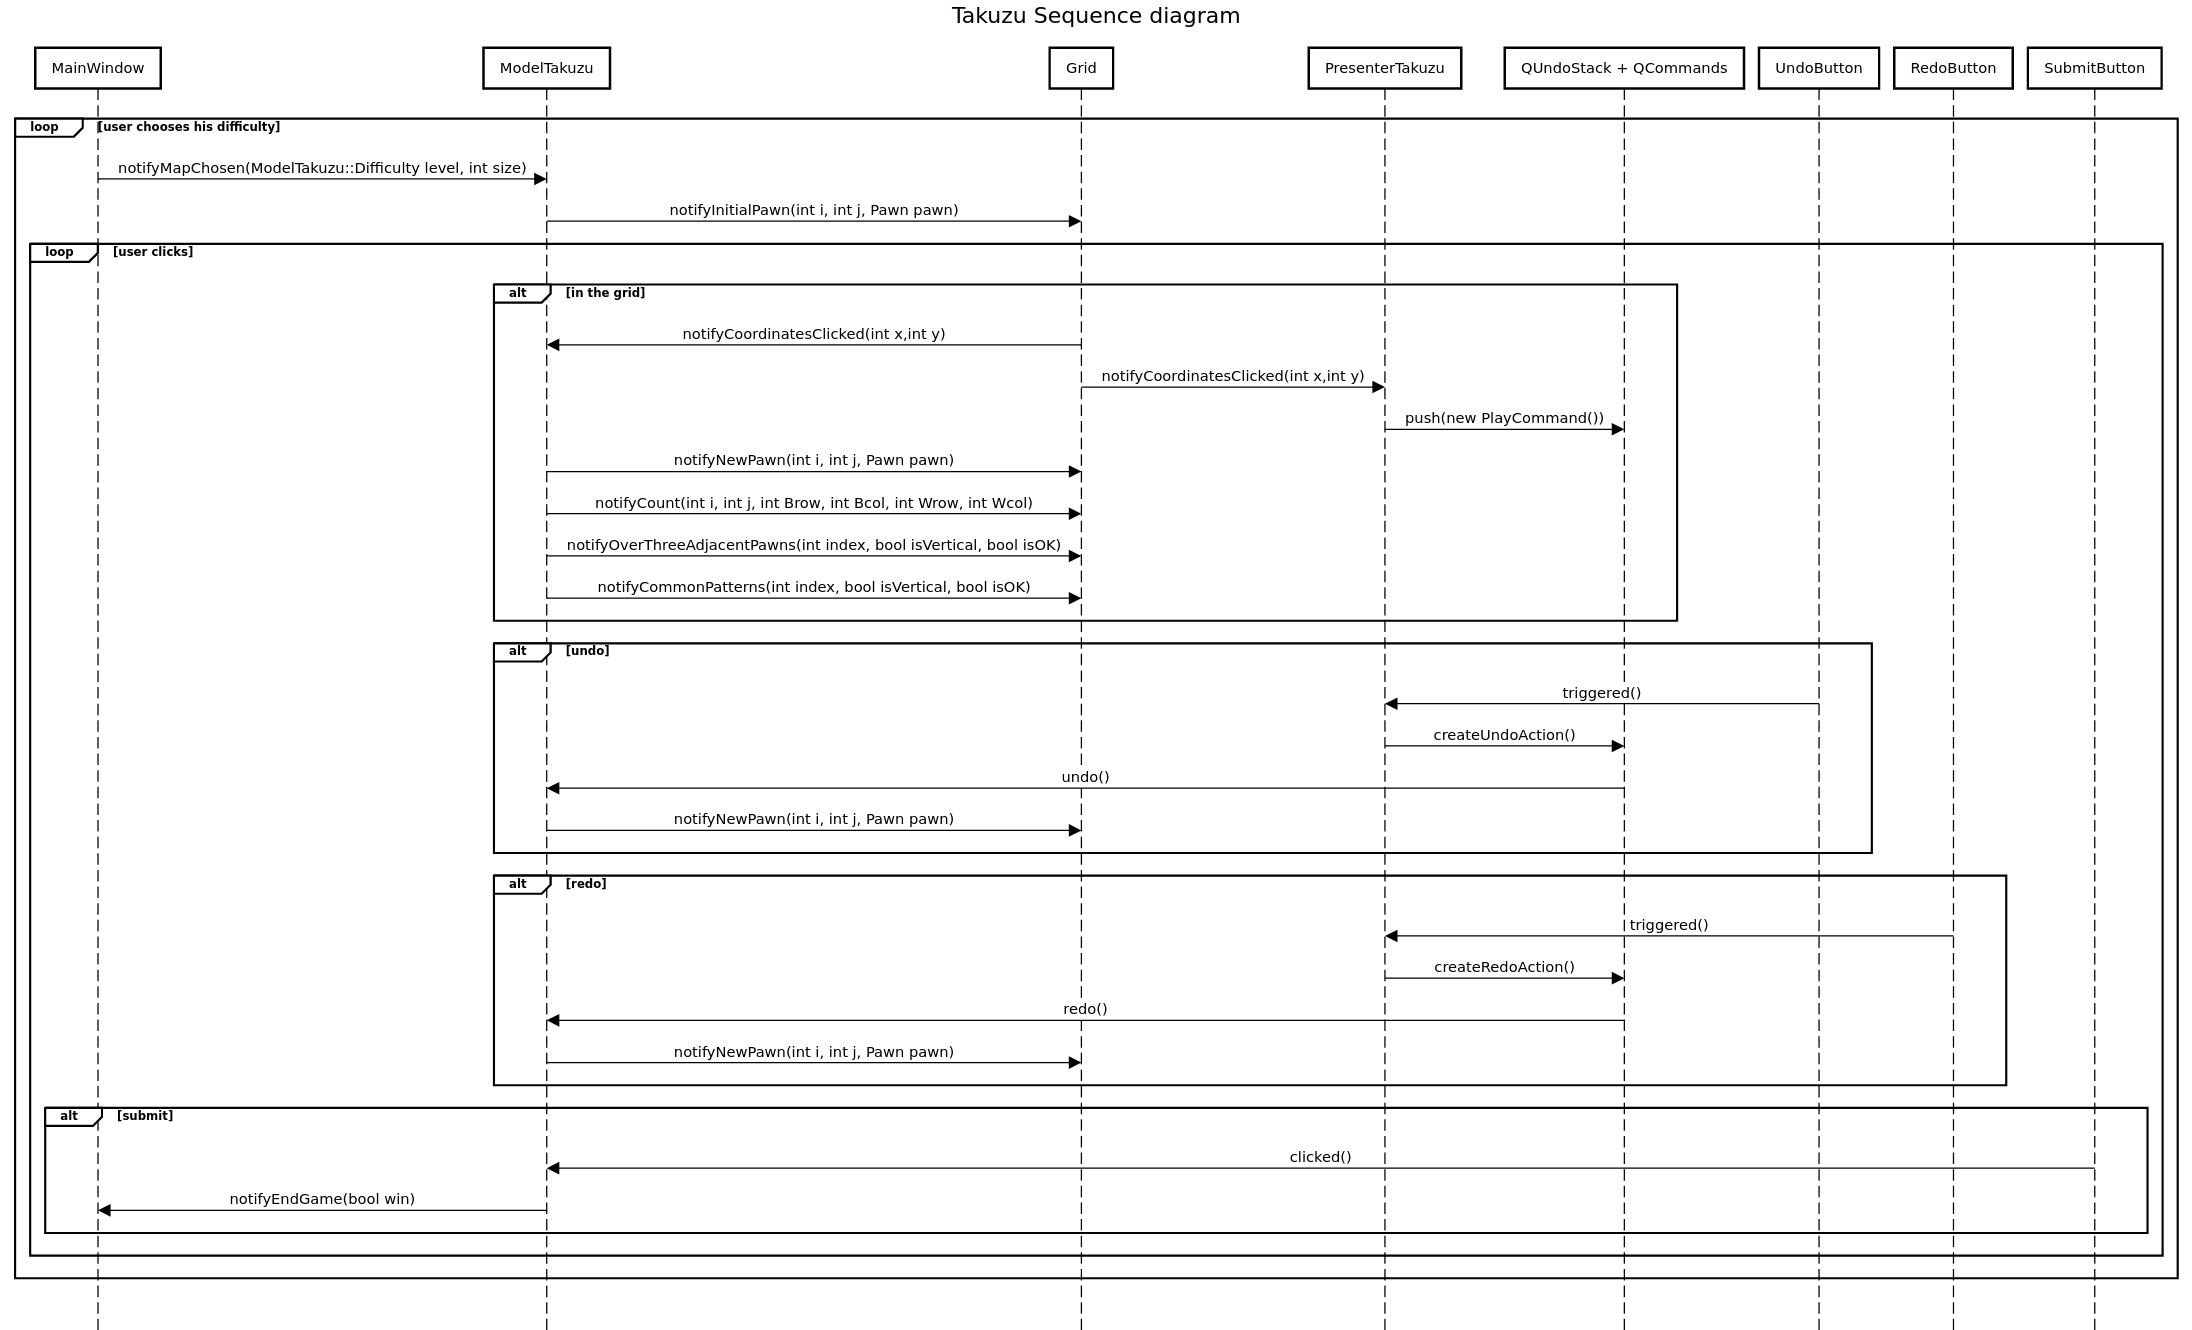 Takuzu Sequence diagram
MainWindow
ModelTakuzu
Grid
PresenterTakuzu
QUndoStack + QCommands
UndoButton
RedoButton
SubmitButton
loop
[user chooses his difficulty]
notifyMapChosen(ModelTakuzu::Difficulty level, int size)
notifyInitialPawn(int i, int j, Pawn pawn)
loop
[user clicks]
alt
[in the grid]
notifyCoordinatesClicked(int x,int y)
notifyCoordinatesClicked(int x,int y)
push(new PlayCommand())
notifyNewPawn(int i, int j, Pawn pawn)
notifyCount(int i, int j, int Brow, int Bcol, int Wrow, int Wcol)
notifyOverThreeAdjacentPawns(int index, bool isVertical, bool isOK)
notifyCommonPatterns(int index, bool isVertical, bool isOK)
alt
[undo]
triggered()
createUndoAction()
undo()
notifyNewPawn(int i, int j, Pawn pawn)
alt
[redo]
triggered()
createRedoAction()
redo()
notifyNewPawn(int i, int j, Pawn pawn)
alt
[submit]
clicked()
notifyEndGame(bool win)